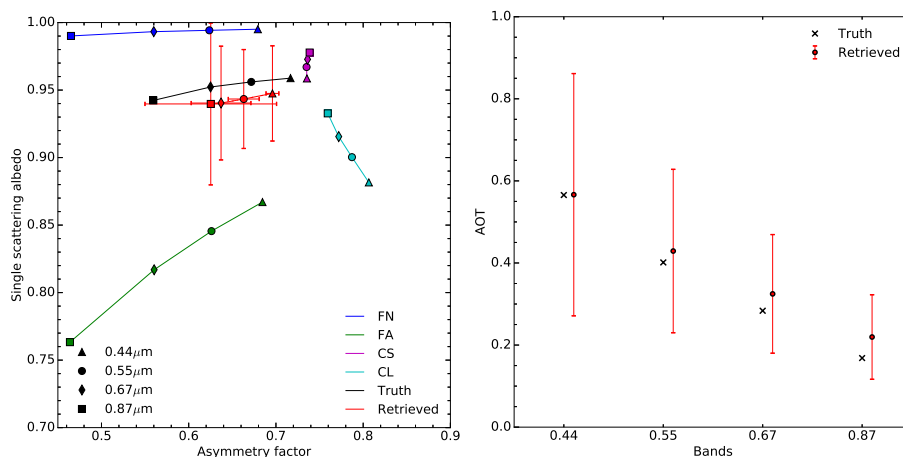 1.00
0.95
0.90
0.85
0.80
0.75
0.70
Single scattering albedo
0.5 0.6 0.7 0.8 0.9
Asymmetry factor
0.44μm
0.55μm
0.67μm
0.87μm
FN
FA
CS
CL
Truth
Retrieved
1.0
0.8
0.6
0.4
0.2
0.0
AOT
0.44 0.55 0.67 0.87
Bands
Truth
Retrieved